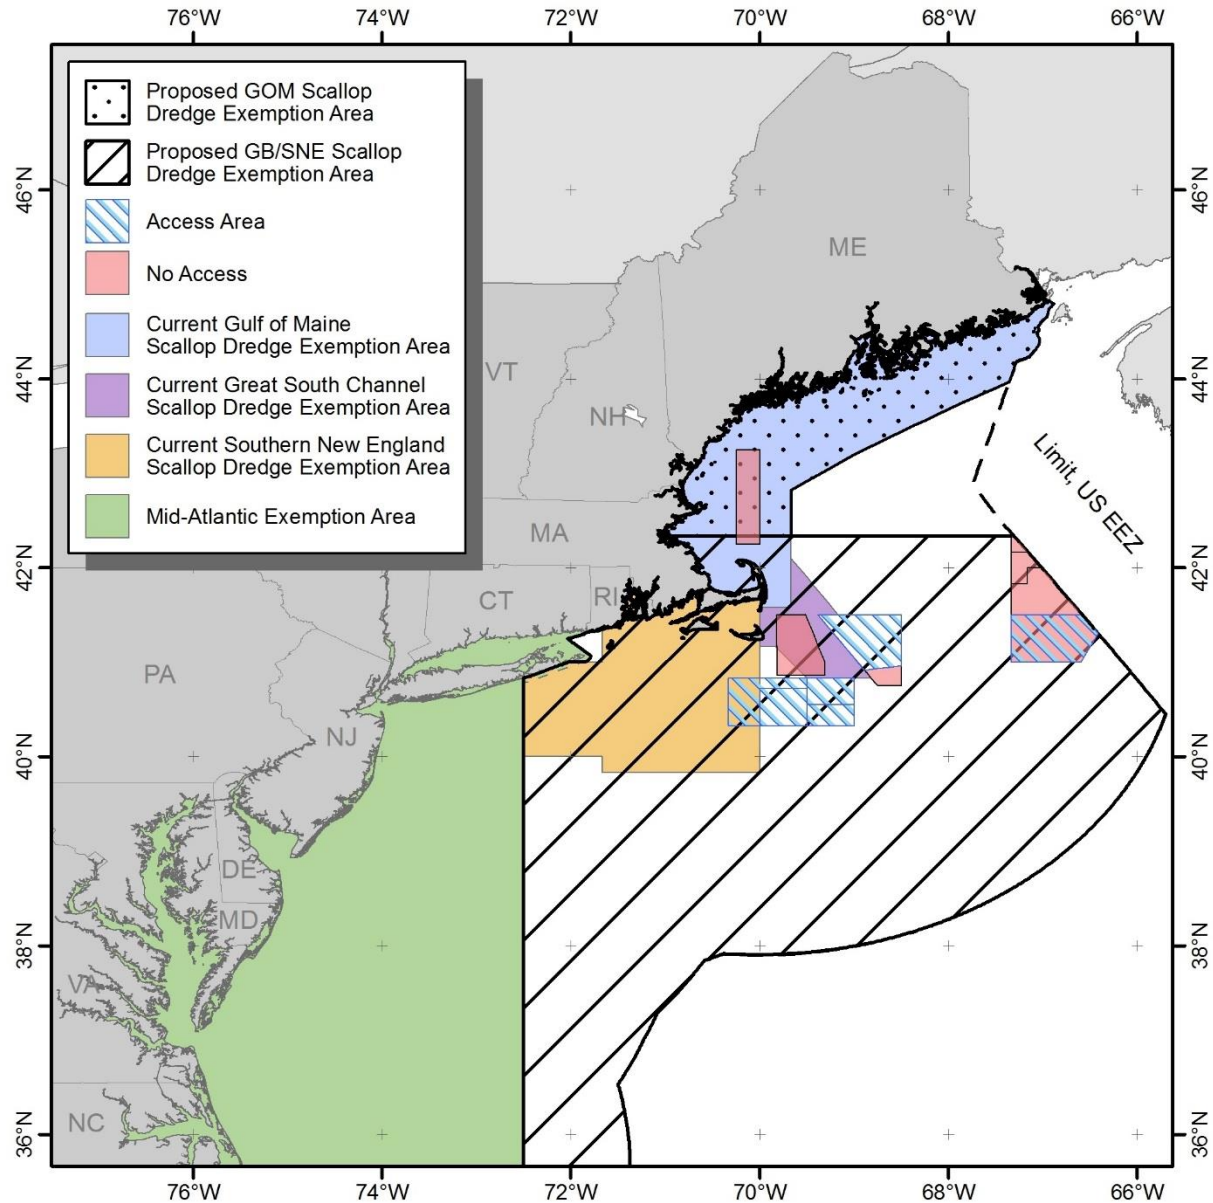 76°W 74°W 72°W 70°W 68°W 66°W
Proposed GOM Scallop
Dredge Exemption Area
Proposed GB/SNE Scallop
Dredge Exemption Area
Access Area
No Access
Current Gulf of Maine
Scallop Dredge Exemption Area
Current Great South Channel
Scallop Dredge Exemption Area
Current Southern New England
Scallop Dredge Exemption Area
Mid-Atlantic Exemption Area
46°N 46°N
ME
44°N 44°N
VT
NH
Limit, US EEZ
MA
42°N 42°N
CT
RI
PA
NJ
40°N 40°N
DE
MD
38°N 38°N
VA
NC
36°N 36°N
76°W 74°W 72°W 70°W 68°W 66°W